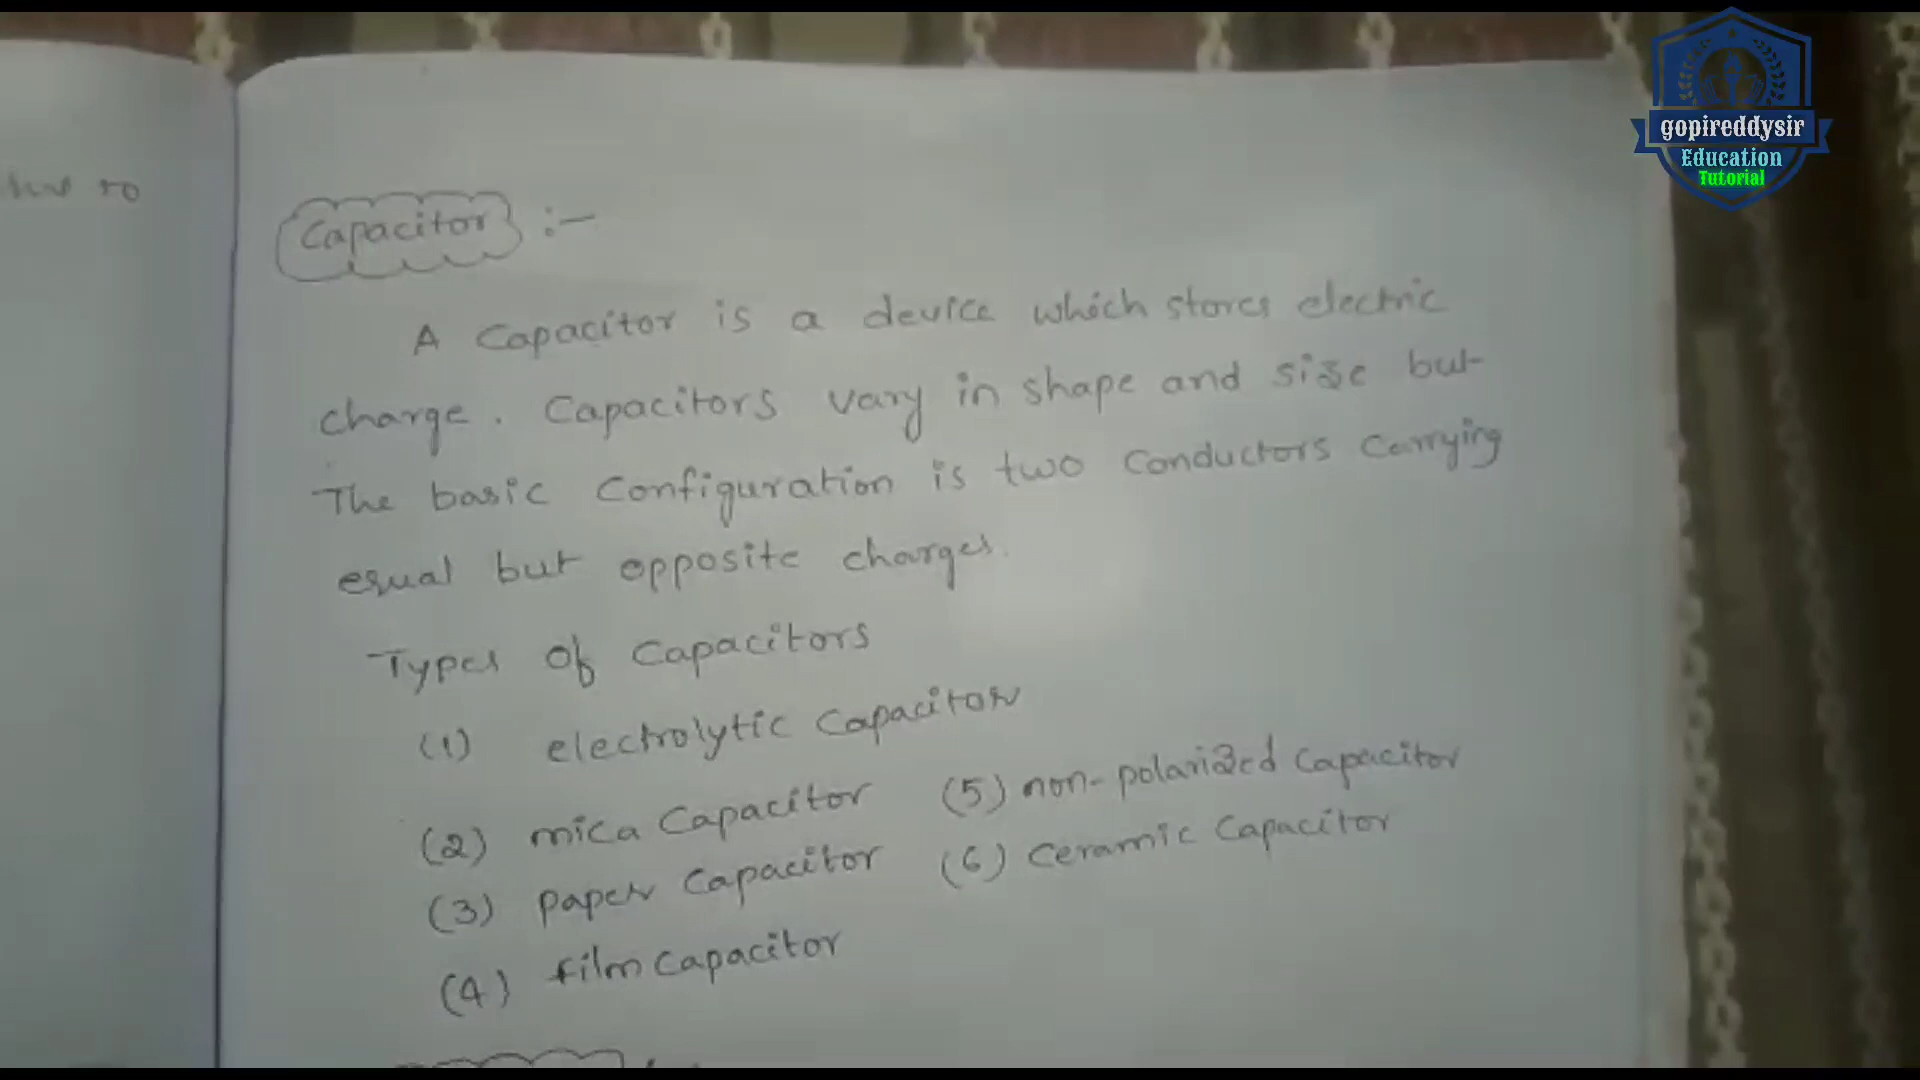 gopireddysir
Education
Tutorial
Capacitor :-
A Capacitor is a device which stores electric
charge. Capacitors vary in shape and size but
The basic Configuration is two Conductors Carrying
equal but opposite charges.
Types of Capacitors
(1) electrolytic Capacitor
(2) mica Capacitor (5) non-polarized Capacitor
(3) paper Capacitor (6) Ceramic Capacitor
(4) film Capacitor